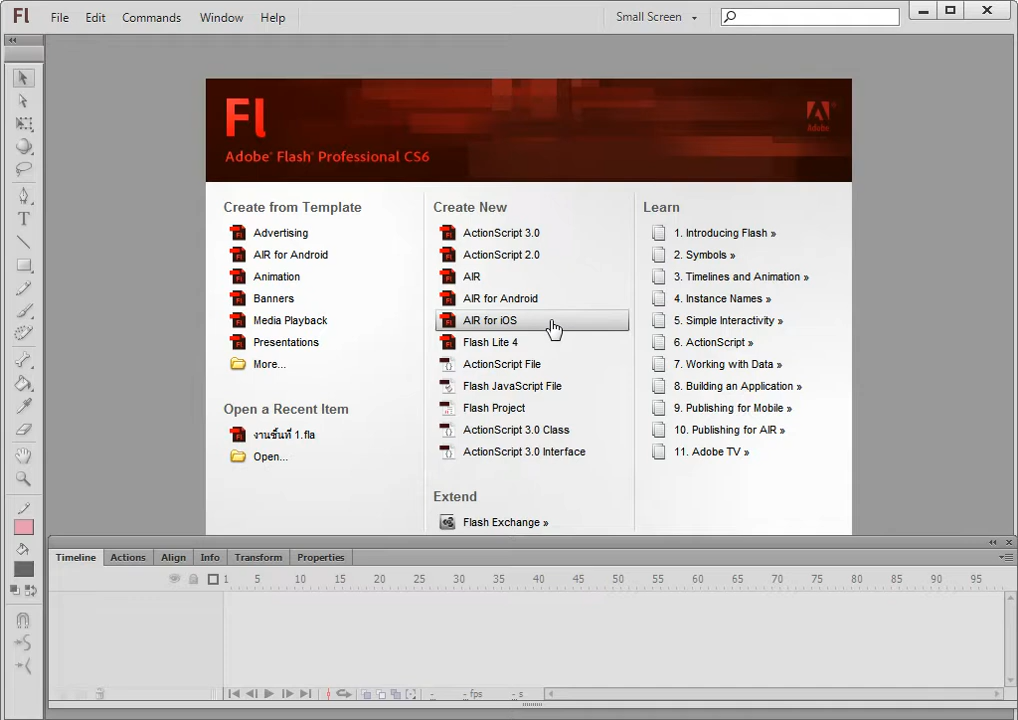 Fl File Edit Commands Window Help Small Screen
Fl
Adobe
Adobe® Flash® Professional CS6
Create from Template
Advertising
AIR for Android
Animation
Banners
Media Playback
Presentations
More...
Open a Recent Item
งานชิ้นที่ 1.fla
Open...
Create New
ActionScript 3.0
ActionScript 2.0
AIR
AIR for Android
AIR for iOS
Flash Lite 4
ActionScript File
Flash JavaScript File
Flash Project
ActionScript 3.0 Class
ActionScript 3.0 Interface
Extend
Flash Exchange »
Learn
1. Introducing Flash »
2. Symbols »
3. Timelines and Animation »
4. Instance Names »
5. Simple Interactivity »
6. ActionScript »
7. Working with Data »
8. Building an Application »
9. Publishing for Mobile »
10. Publishing for AIR »
11. Adobe TV »
Timeline Actions Align Info Transform Properties
1 5 10 15 20 25 30 35 40 45 50 55 60 65 70 75 80 85 90 95
- - fps - s